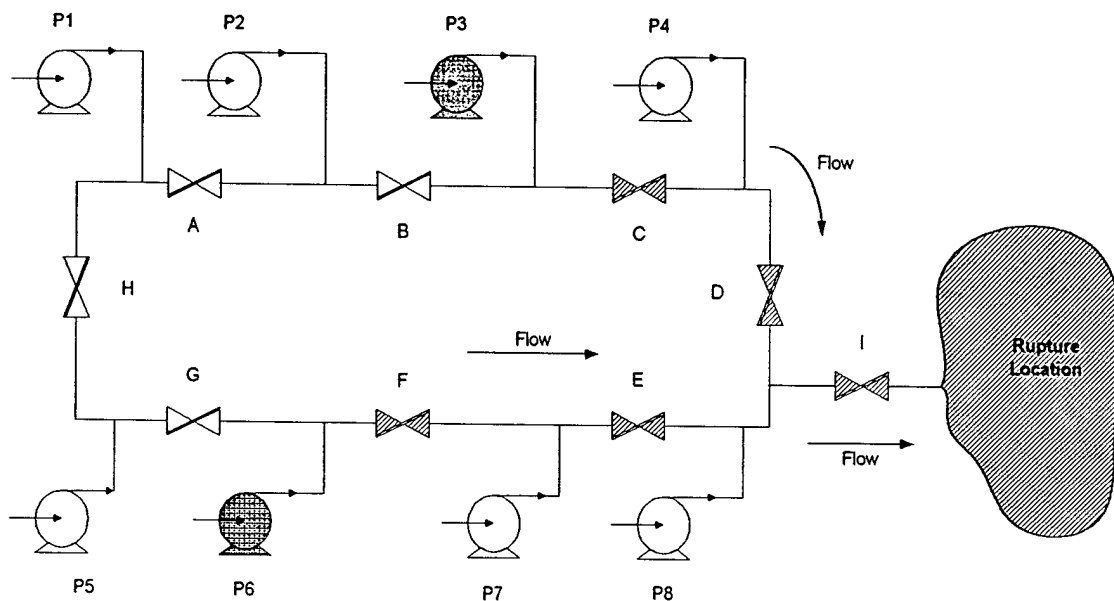 P1 P2 P3 P4
Flow
A B C
H D
Flow I
Rupture
Location
G F E
Flow
P5 P6 P7 P8